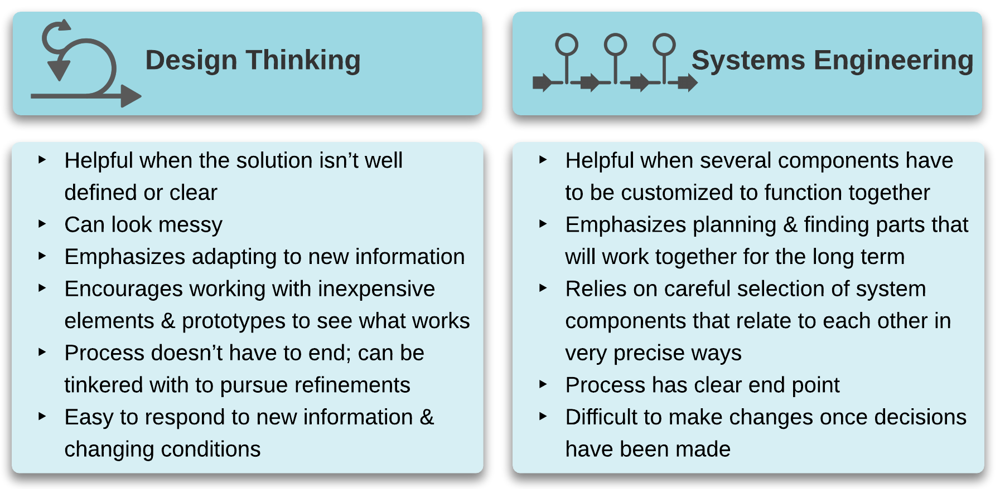 Design Thinking
▸ Helpful when the solution isn’t well
defined or clear
▸ Can look messy
▸ Emphasizes adapting to new information
▸ Encourages working with inexpensive
elements & prototypes to see what works
▸ Process doesn’t have to end; can be
tinkered with to pursue refinements
▸ Easy to respond to new information &
changing conditions
Systems Engineering
▸ Helpful when several components have
to be customized to function together
▸ Emphasizes planning & finding parts that
will work together for the long term
▸ Relies on careful selection of system
components that relate to each other in
very precise ways
▸ Process has clear end point
▸ Difficult to make changes once decisions
have been made